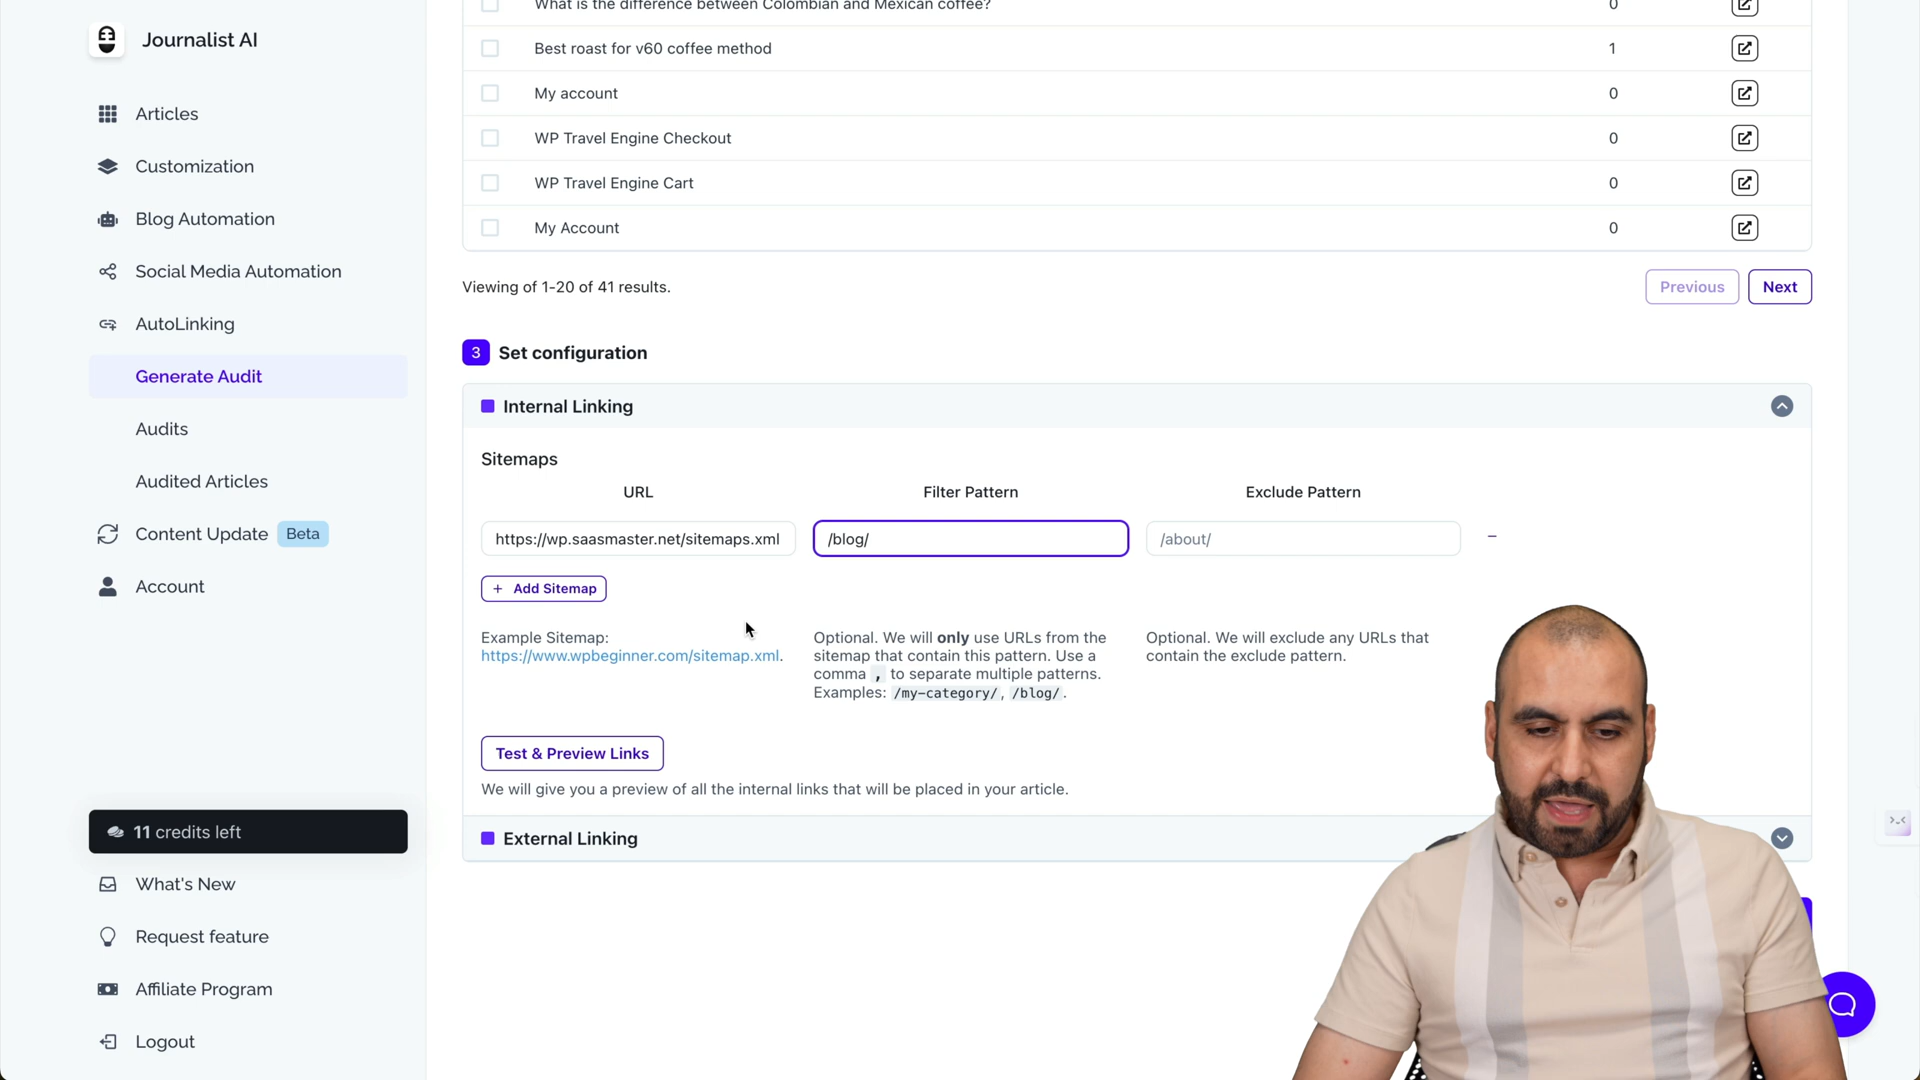 Journalist AI
Articles
Customization
Blog Automation
Social Media Automation
AutoLinking
Generate Audit
Audits
Audited Articles
Content Update Beta
Account
11 credits left
What's New
Request feature
Affiliate Program
Logout
What is the difference between Colombian and Mexican coffee? 0
Best roast for v60 coffee method 1
My account 0
WP Travel Engine Checkout 0
WP Travel Engine Cart 0
My Account 0
Viewing of 1-20 of 41 results.
Previous Next
3 Set configuration
Internal Linking
Sitemaps
URL Filter Pattern Exclude Pattern
https://wp.saasmaster.net/sitemaps.xml /blog/ /about/ −
+ Add Sitemap
Example Sitemap:
https://www.wpbeginner.com/sitemap.xml.
Optional. We will only use URLs from the
sitemap that contain this pattern. Use a
comma , to separate multiple patterns.
Examples: /my-category/, /blog/.
Optional. We will exclude any URLs that
contain the exclude pattern.
Test & Preview Links
We will give you a preview of all the internal links that will be placed in your article.
External Linking